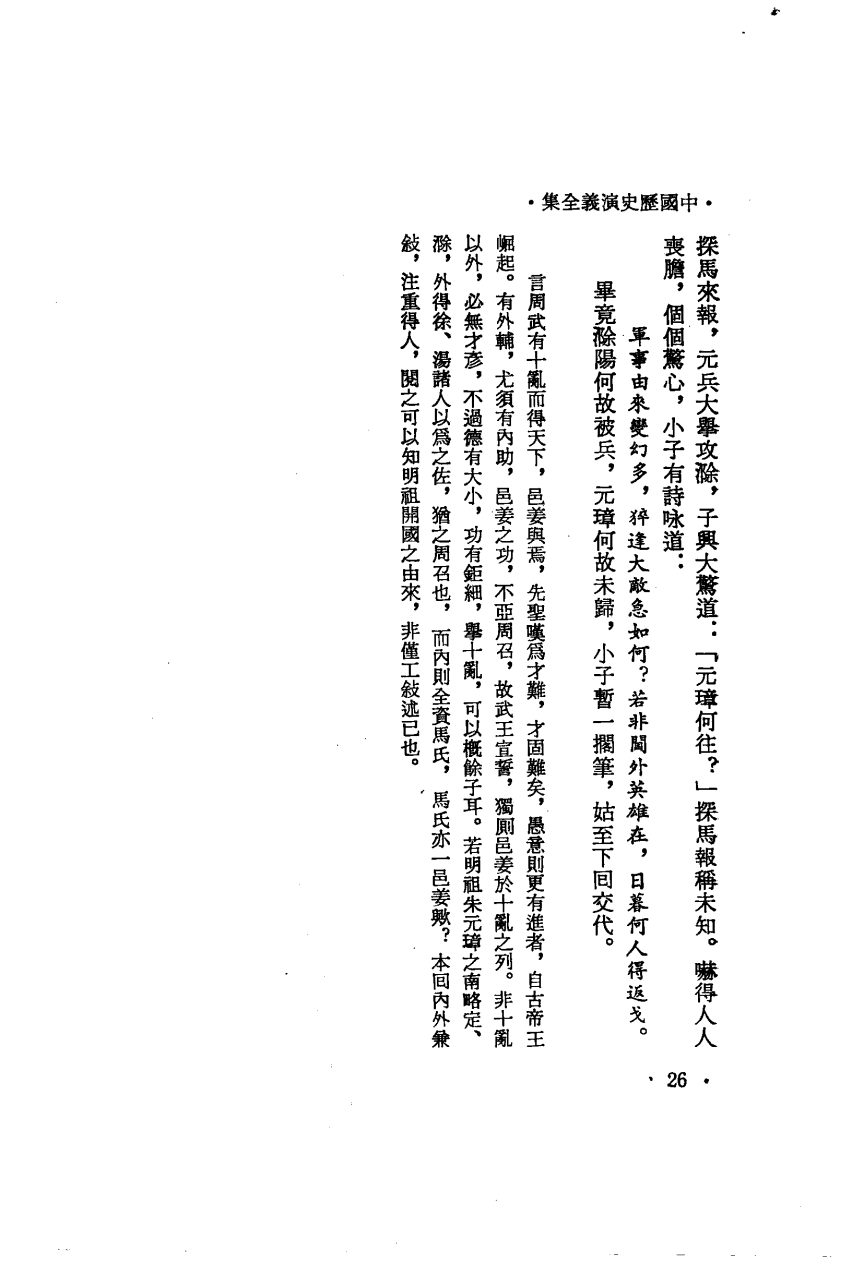 ·中國歷史演義全集·
探馬來報，元兵大舉攻滁，子興大驚道：「元璋何往？」探馬報稱未知。嚇得人人
喪膽，個個驚心，小子有詩咏道：
軍事由來變幻多，猝逢大敵急如何？若非閫外英雄在，日暮何人得返戈。
畢竟滁陽何故被兵，元璋何故未歸，小子暫一擱筆，姑至下回交代。
言周武有十亂而得天下，邑姜與焉，先聖嘆爲才難，才固難矣，愚意則更有進者，自古帝王
崛起。有外輔，尤須有內助，邑姜之功，不亞周召，故武王宣誓，獨厠邑姜於十亂之列。非十亂
以外，必無才彥，不過德有大小，功有鉅細，舉十亂，可以概餘子耳。若明祖朱元璋之南略定、
滁，外得徐、湯諸人以爲之佐，猶之周召也，而內則全資馬氏，馬氏亦一邑姜歟？本回內外兼
敍，注重得人，閱之可以知明祖開國之由來，非僅工敍述已也。
· 26 ·